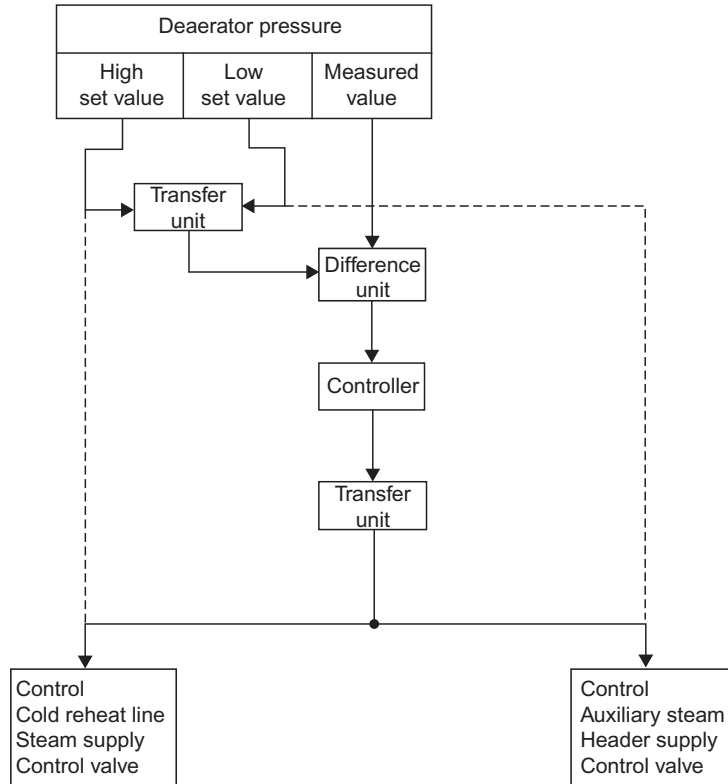 Deaerator pressure
High
set value
Low
set value
Measured
value
Transfer
unit
Difference
unit
Controller
Transfer
unit
Control
Cold reheat line
Steam supply
Control valve
Control
Auxiliary steam
Header supply
Control valve